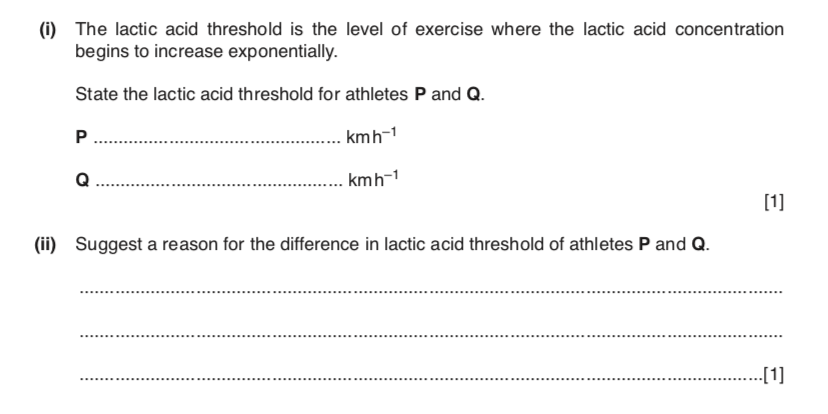 (i) The lactic acid threshold is the level of exercise where the lactic acid concentration
begins to increase exponentially.
State the lactic acid threshold for athletes P and Q.
P ................................................. km h⁻¹
Q ................................................. km h⁻¹
[1]
(ii) Suggest a reason for the difference in lactic acid threshold of athletes P and Q.
...........................................................................................................................................
...........................................................................................................................................
.......................................................................................................................................[1]